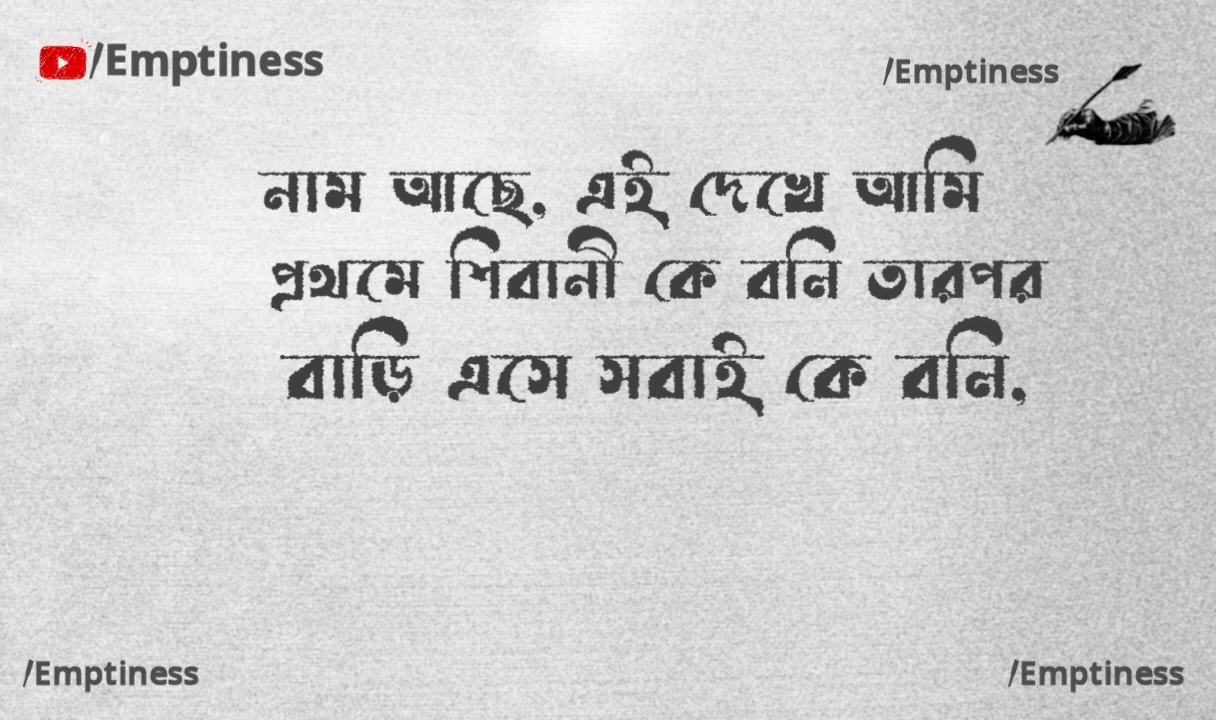 /Emptiness
/Emptiness
নাম আছে, এই দেখে আমি
প্রথমে শিবানী কে বলি তারপর
বাড়ি এসে সবাই কে বলি,
/Emptiness
/Emptiness